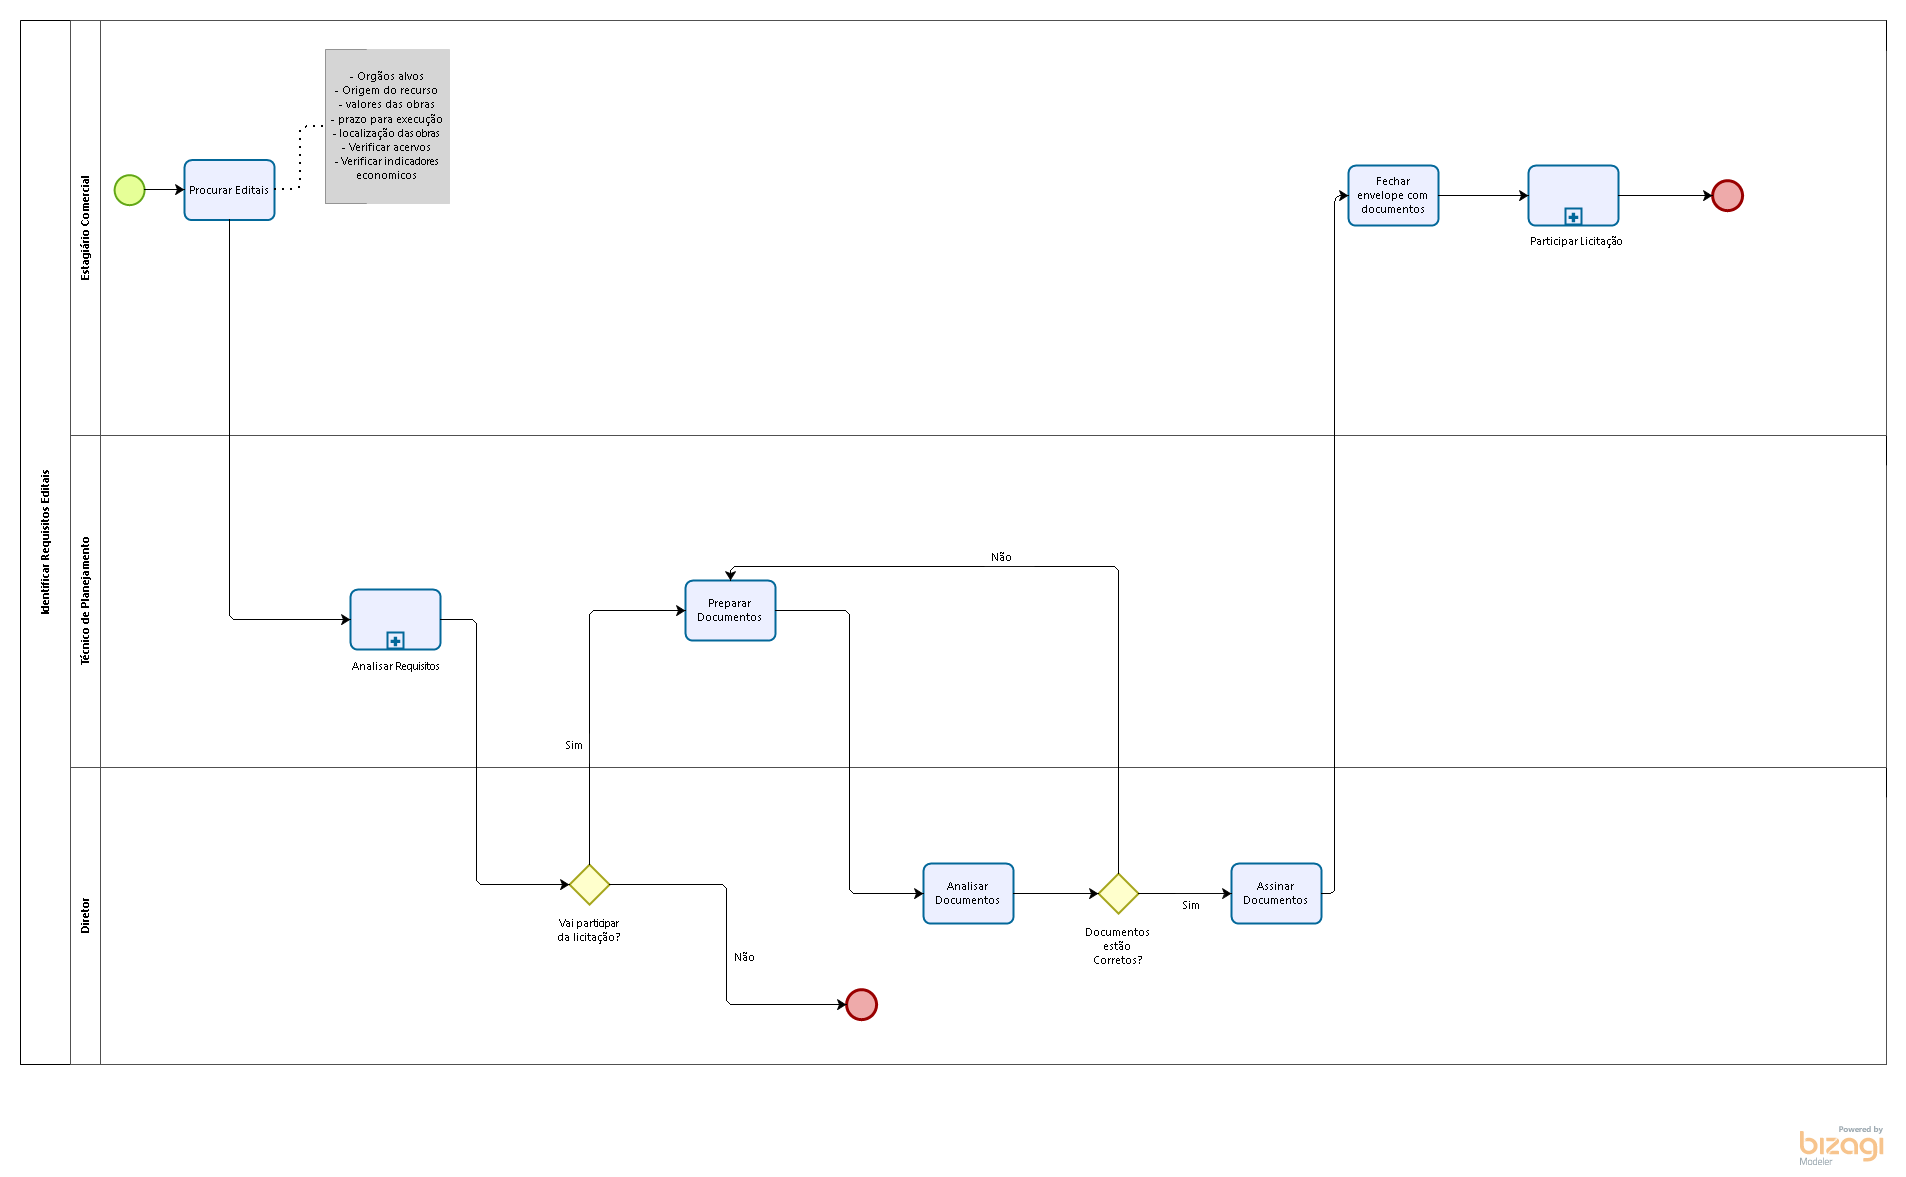 Identificar Requisitos Editais
Estagiário Comercial
Procurar Editais
- Orgãos alvos
- Origem do recurso
- valores das obras
- prazo para execução
- localização das obras
- Verificar acervos
- Verificar indicadores
economicos
Fechar
envelope com
documentos
Participar Licitação
Técnico de Planejamento
Analisar Requisitos
Preparar
Documentos
Não
Sim
Diretor
Vai participar
da licitação?
Não
Analisar
Documentos
Documentos
estão
Corretos?
Sim
Assinar
Documentos
Powered by
bizagi
Modeler